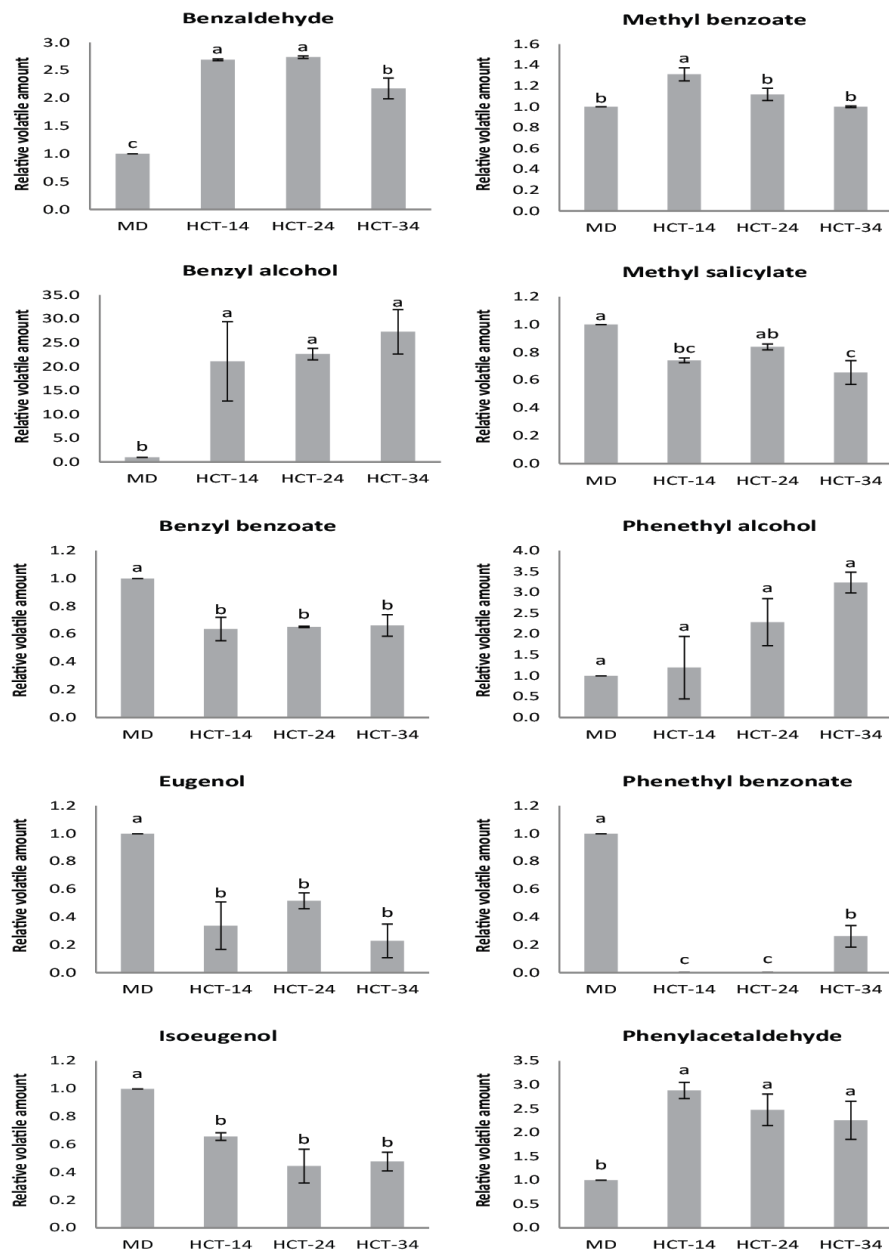 Benzaldehyde
Relative volatile amount
3.0
2.5
2.0
1.5
1.0
0.5
0.0
c
a
a
b
MD HCT-14 HCT-24 HCT-34
Methyl benzoate
Relative volatile amount
1.6
1.4
1.2
1.0
0.8
0.6
0.4
0.2
0.0
b
a
b
b
MD HCT-14 HCT-24 HCT-34
Benzyl alcohol
Relative volatile amount
35.0
30.0
25.0
20.0
15.0
10.0
5.0
0.0
b
a
a
a
MD HCT-14 HCT-24 HCT-34
Methyl salicylate
Relative volatile amount
1.2
1.0
0.8
0.6
0.4
0.2
0.0
a
bc
ab
c
MD HCT-14 HCT-24 HCT-34
Benzyl benzoate
Relative volatile amount
1.2
1.0
0.8
0.6
0.4
0.2
0.0
a
b
b
b
MD HCT-14 HCT-24 HCT-34
Phenethyl alcohol
Relative volatile amount
4.0
3.5
3.0
2.5
2.0
1.5
1.0
0.5
0.0
a
a
a
a
MD HCT-14 HCT-24 HCT-34
Eugenol
Relative volatile amount
1.2
1.0
0.8
0.6
0.4
0.2
0.0
a
b
b
b
MD HCT-14 HCT-24 HCT-34
Phenethyl benzonate
Relative volatile amount
1.2
1.0
0.8
0.6
0.4
0.2
0.0
a
c
c
b
MD HCT-14 HCT-24 HCT-34
Isoeugenol
Relative volatile amount
1.2
1.0
0.8
0.6
0.4
0.2
0.0
a
b
b
b
MD HCT-14 HCT-24 HCT-34
Phenylacetaldehyde
Relative volatile amount
3.5
3.0
2.5
2.0
1.5
1.0
0.5
0.0
b
a
a
a
MD HCT-14 HCT-24 HCT-34